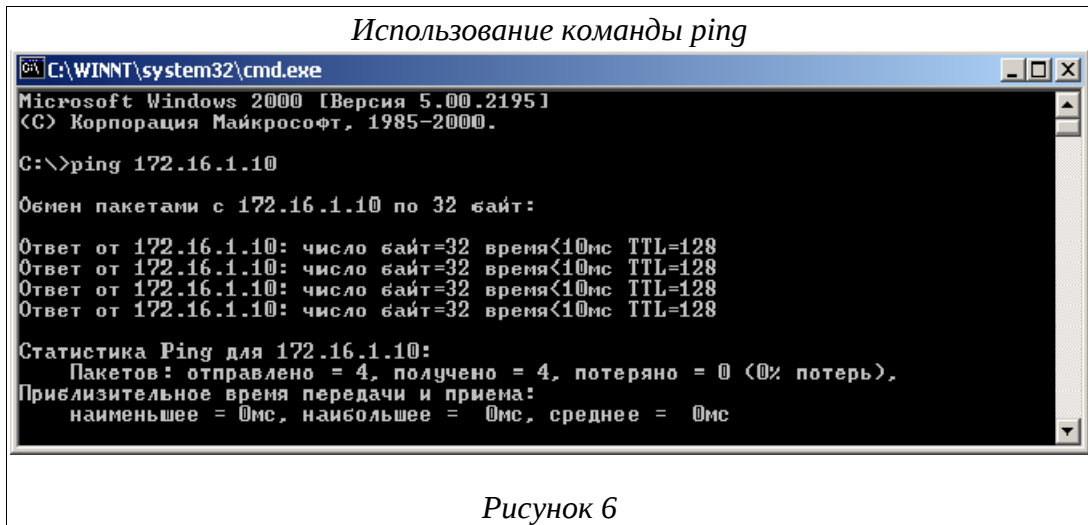 Использование команды ping
C:\WINNT\system32\cmd.exe
Microsoft Windows 2000 [Версия 5.00.2195]
(C) Корпорация Майкрософт, 1985-2000.
C:\>ping 172.16.1.10
Обмен пакетами с 172.16.1.10 по 32 байт:
Ответ от 172.16.1.10: число байт=32 время<10мс TTL=128
Ответ от 172.16.1.10: число байт=32 время<10мс TTL=128
Ответ от 172.16.1.10: число байт=32 время<10мс TTL=128
Ответ от 172.16.1.10: число байт=32 время<10мс TTL=128
Статистика Ping для 172.16.1.10:
Пакетов: отправлено = 4, получено = 4, потеряно = 0 (0% потерь),
Приблизительное время передачи и приема:
наименьшее = 0мс, наибольшее =  0мс, среднее =  0мс
Рисунок 6